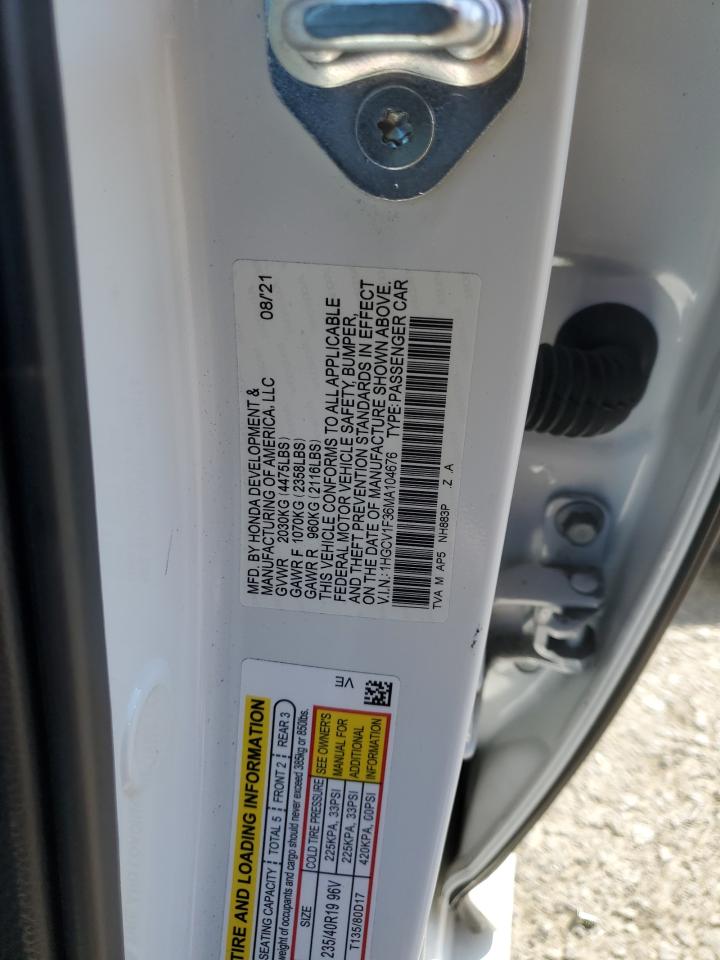 MFD. BY HONDA DEVELOPMENT & 08/'21
MANUFACTURING OF AMERICA, LLC
GVWR 2030KG (4475LBS)
GAWR F 1070KG (2358LBS)
GAWR R 960KG (2116LBS)
THIS VEHICLE CONFORMS TO ALL APPLICABLE
FEDERAL MOTOR VEHICLE SAFETY, BUMPER,
AND THEFT PREVENTION STANDARDS IN EFFECT
ON THE DATE OF MANUFACTURE SHOWN ABOVE.
V.I.N.: 1HGCV1F36MA104676 TYPE: PASSENGER CAR
TVA M AP5 NH883P .Z .A
VE
TIRE AND LOADING INFORMATION
SEATING CAPACITY TOTAL 5 FRONT 2 REAR 3
weight of occupants and cargo should never exceed 385kg or 850lbs.
SIZE COLD TIRE PRESSURE SEE OWNER'S
235/40R19 96V 225KPA, 33PSI MANUAL FOR
225KPA, 33PSI ADDITIONAL
T135/80D17 420KPA, 60PSI INFORMATION